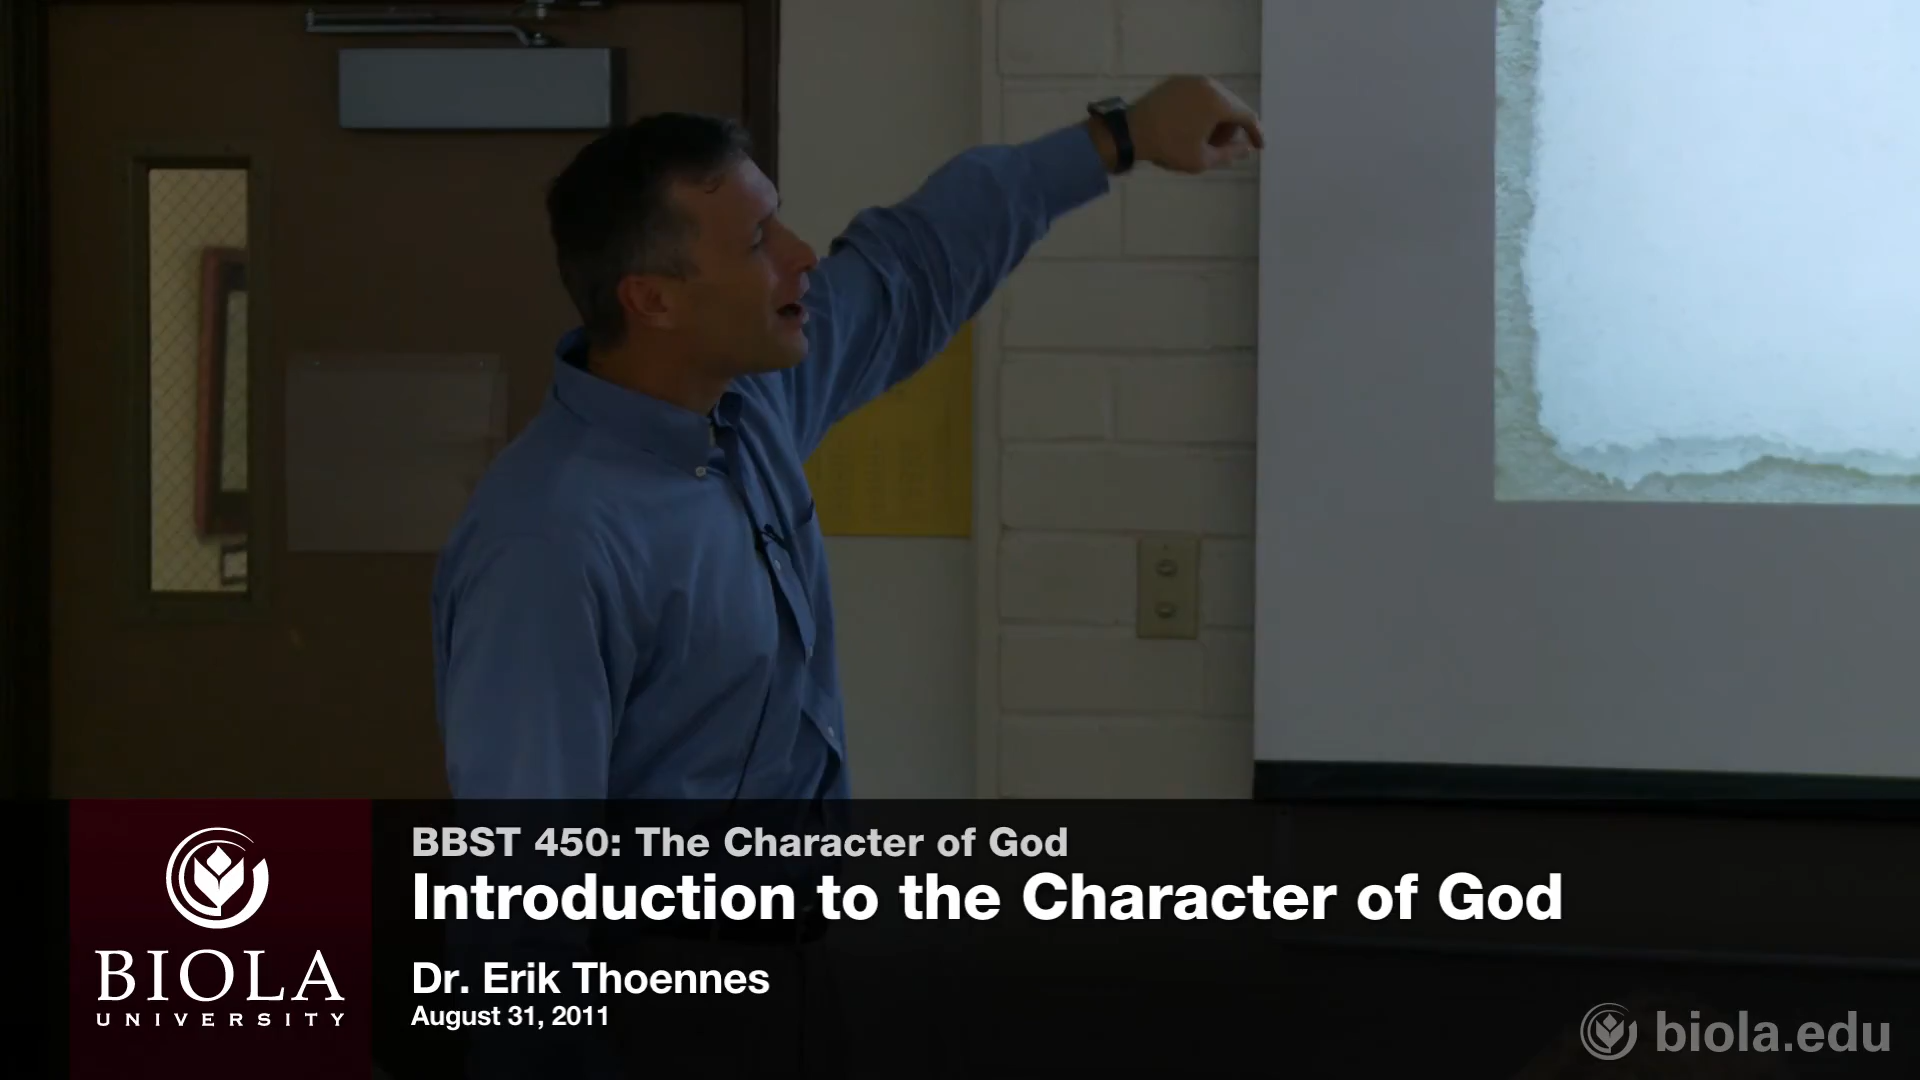 BBST 450: The Character of God
Introduction to the Character of God
Dr. Erik Thoennes
August 31, 2011
BIOLA
UNIVERSITY
biola.edu